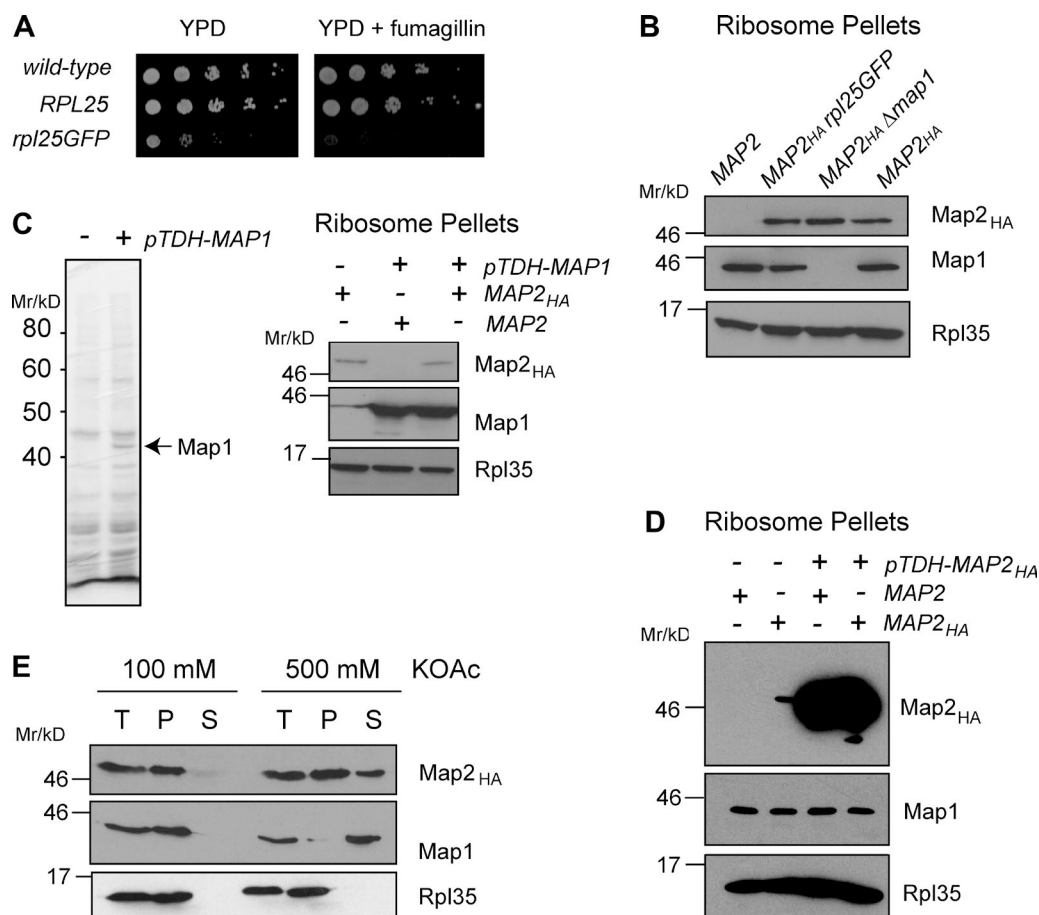 A
YPD
YPD + fumagillin
wild-type
RPL25
rpl25GFP
B
Ribosome Pellets
MAP2
MAP2HA rpl25GFP
MAP2HA Δmap1
MAP2HA
Mr/kD
46
Map2HA
46
Map1
17
Rpl35
C
- + pTDH-MAP1
Mr/kD
80
60
50
40
Map1
Ribosome Pellets
- + + pTDH-MAP1
+ - + MAP2HA
- + - MAP2
Mr/kD
46
Map2HA
46
Map1
17
Rpl35
D
Ribosome Pellets
- - + + pTDH-MAP2HA
+ - + - MAP2
- + - + MAP2HA
Mr/kD
46
Map2HA
46
Map1
17
Rpl35
E
100 mM
500 mM
KOAc
T P S T P S
Mr/kD
46
Map2HA
46
Map1
17
Rpl35